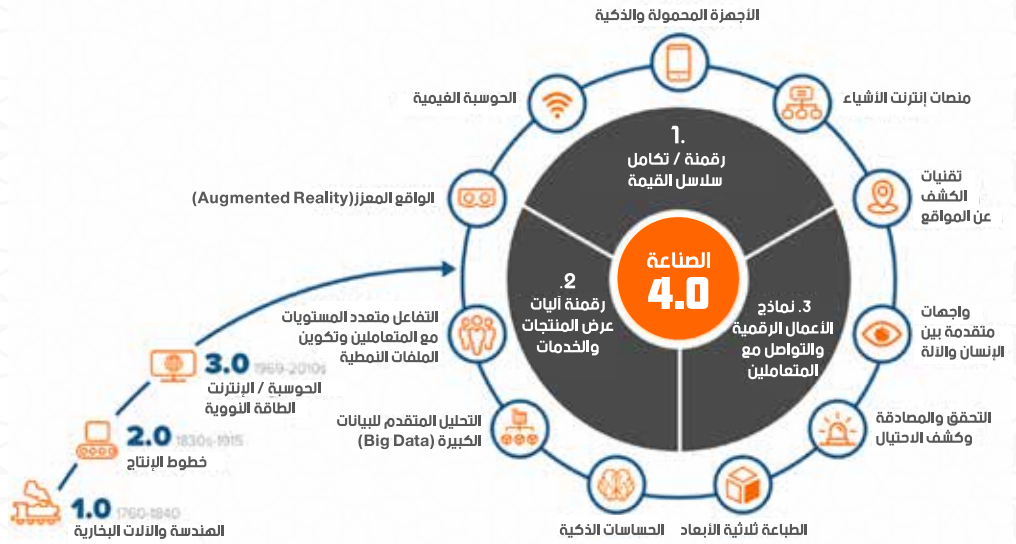 الأجهزة المحمولة والذكية
منصات إنترنت الأشياء
تقنيات
الكشف
عن المواقع
واجهات
متقدمة بين
الإنسان والآلة
التحقق والمصادقة
وكشف الاحتيال
الطباعة ثلاثية الأبعاد
الحساسات الذكية
التحليل المتقدم للبيانات
الكبيرة (Big Data)
التفاعل متعدد المستويات
مع المتعاملين وتكوين
الملفات النمطية
الواقع المعزز(Augmented Reality)
الحوسبة الغيمية
1.
رقمنة / تكامل
سلاسل القيمة
2.
رقمنة آليات
عرض المنتجات
والخدمات
3. نماذج
الأعمال الرقمية
والتواصل مع
المتعاملين
الصناعة
4.0
3.0 1969-2010s
الحوسبة / الإنترنت
الطاقة النووية
2.0 1830s-1915
خطوط الإنتاج
1.0 1760-1840
الهندسة والآلات البخارية